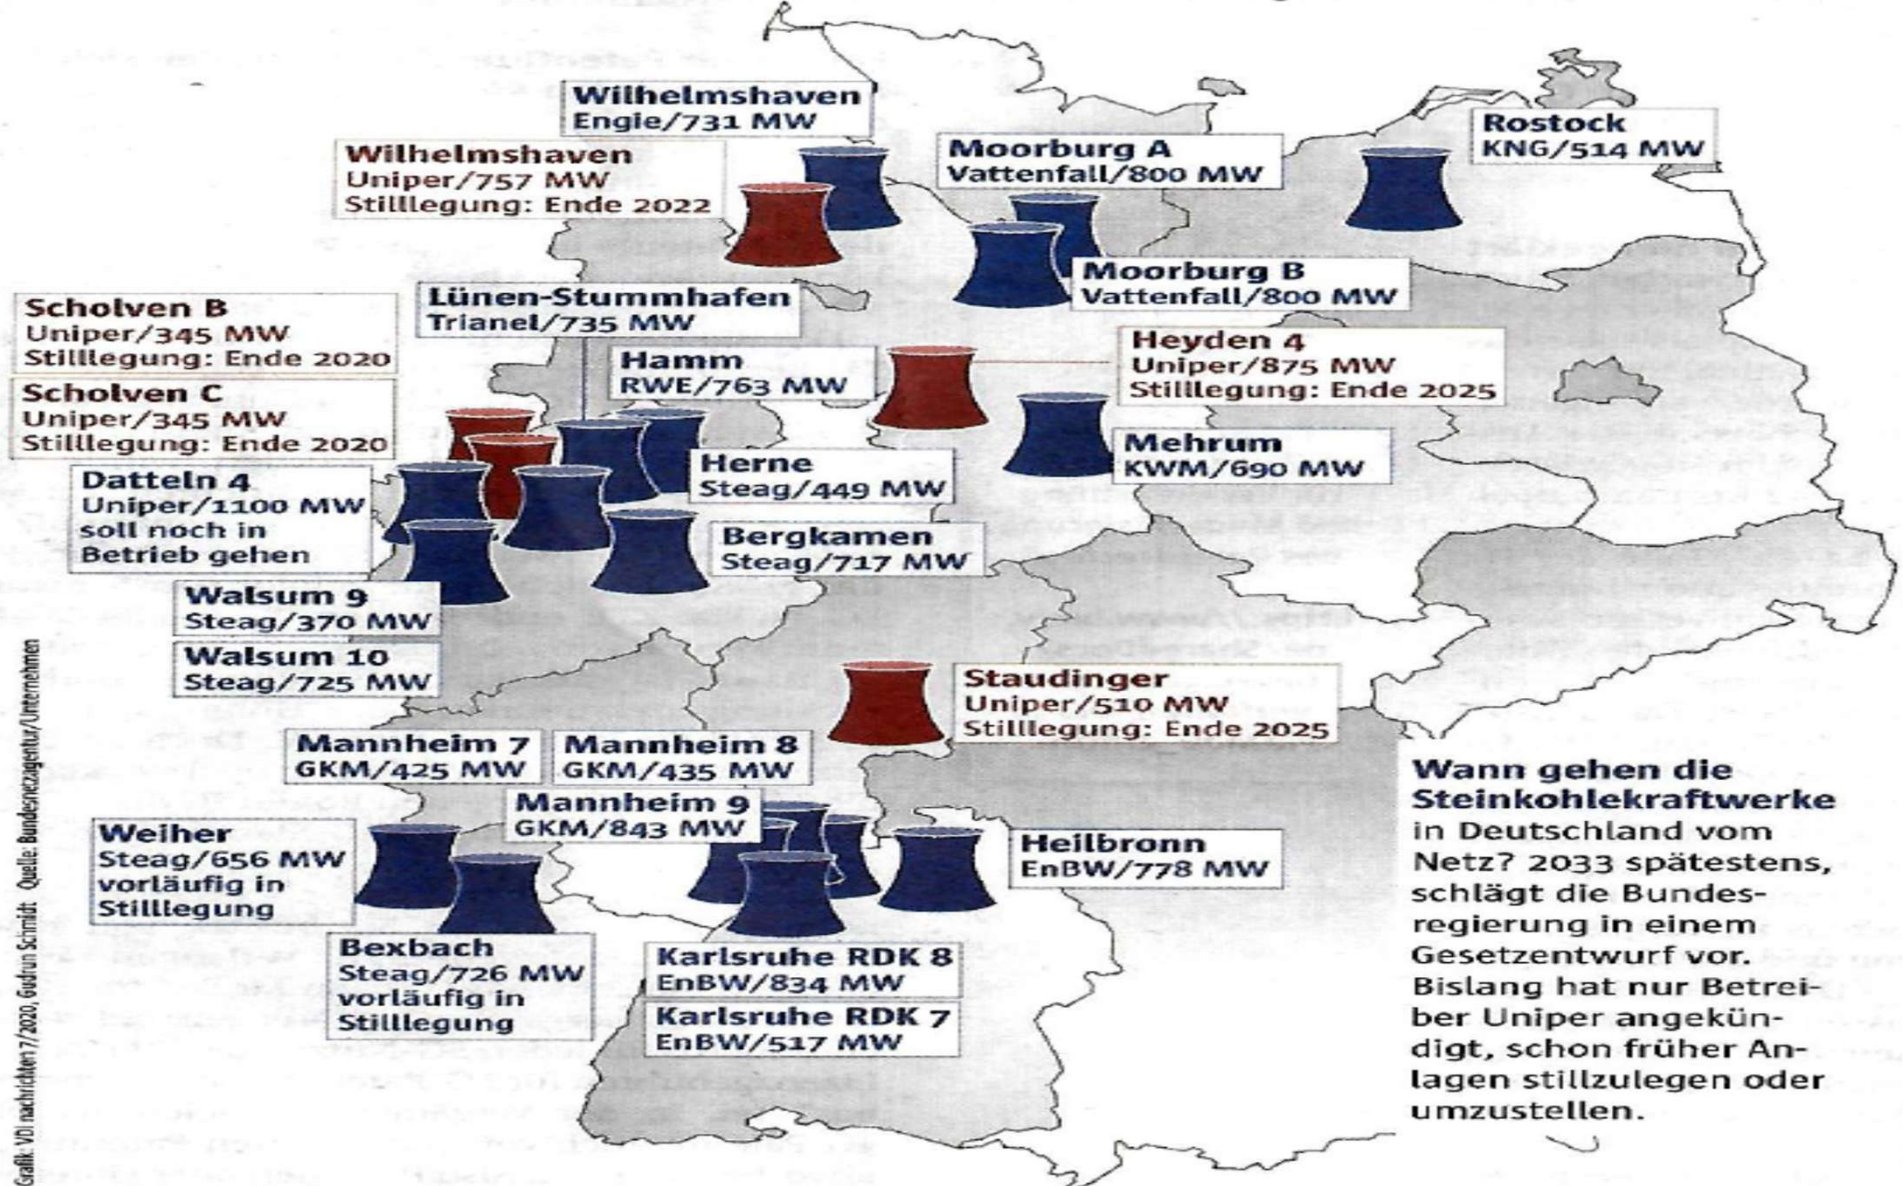 Wilhelmshaven
Engie/731 MW
Wilhelmshaven
Uniper/757 MW
Stilllegung: Ende 2022
Moorburg A
Vattenfall/800 MW
Rostock
KNG/514 MW
Moorburg B
Vattenfall/800 MW
Lünen-Stummhafen
Trianel/735 MW
Scholven B
Uniper/345 MW
Stilllegung: Ende 2020
Scholven C
Uniper/345 MW
Stilllegung: Ende 2020
Hamm
RWE/763 MW
Heyden 4
Uniper/875 MW
Stilllegung: Ende 2025
Mehrum
KWM/690 MW
Datteln 4
Uniper/1100 MW
soll noch in
Betrieb gehen
Herne
Steag/449 MW
Bergkamen
Steag/717 MW
Walsum 9
Steag/370 MW
Walsum 10
Steag/725 MW
Staudinger
Uniper/510 MW
Stilllegung: Ende 2025
Mannheim 7
GKM/425 MW
Mannheim 8
GKM/435 MW
Mannheim 9
GKM/843 MW
Weiher
Steag/656 MW
vorläufig in
Stilllegung
Heilbronn
EnBW/778 MW
Bexbach
Steag/726 MW
vorläufig in
Stilllegung
Karlsruhe RDK 8
EnBW/834 MW
Karlsruhe RDK 7
EnBW/517 MW
Wann gehen die
Steinkohlekraftwerke
in Deutschland vom
Netz? 2033 spätestens,
schlägt die Bundes-
regierung in einem
Gesetzentwurf vor.
Bislang hat nur Betrei-
ber Uniper angekün-
digt, schon früher An-
lagen stillzulegen oder
umzustellen.
Grafik: VDI nachrichten 7/2020, Gudrun Schmidt Quelle: Bundesnetzagentur/Unternehmen